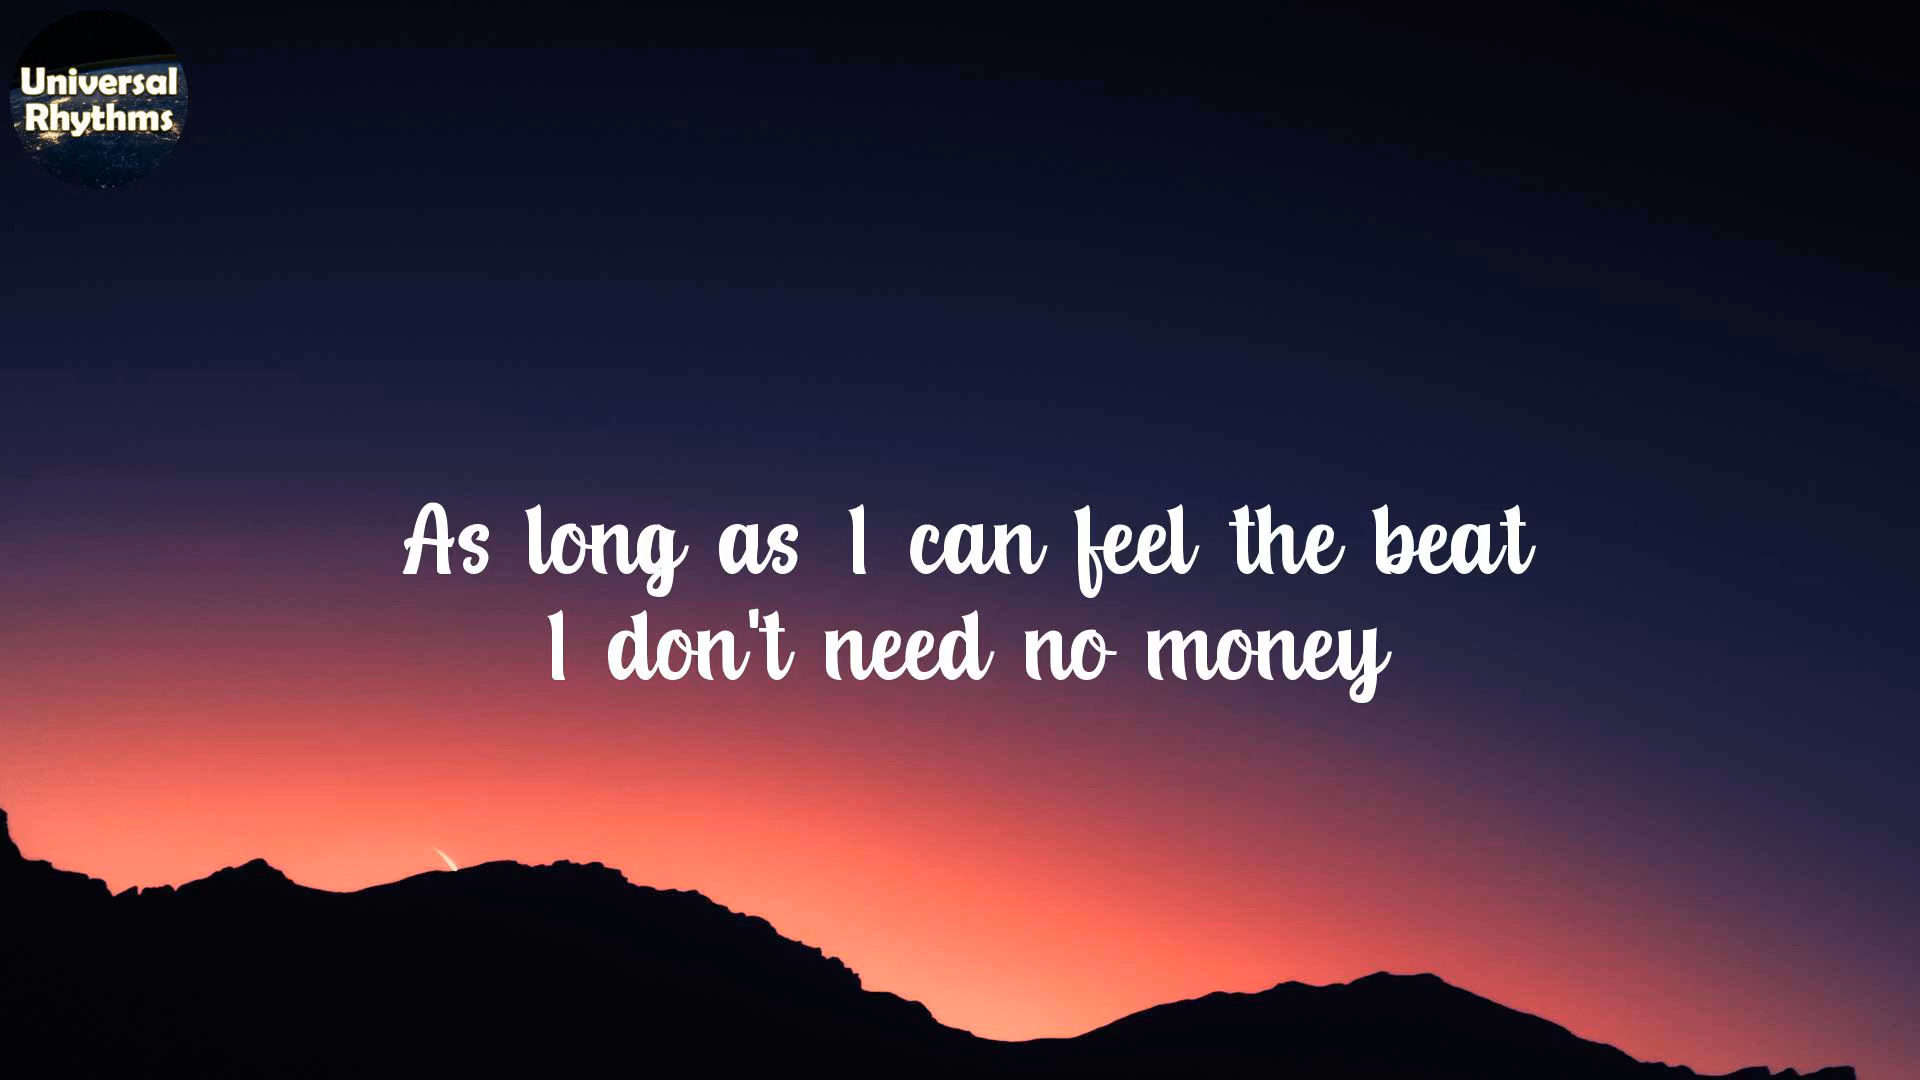 Universal
Rhythms
As long as I can feel the beat
I don't need no money